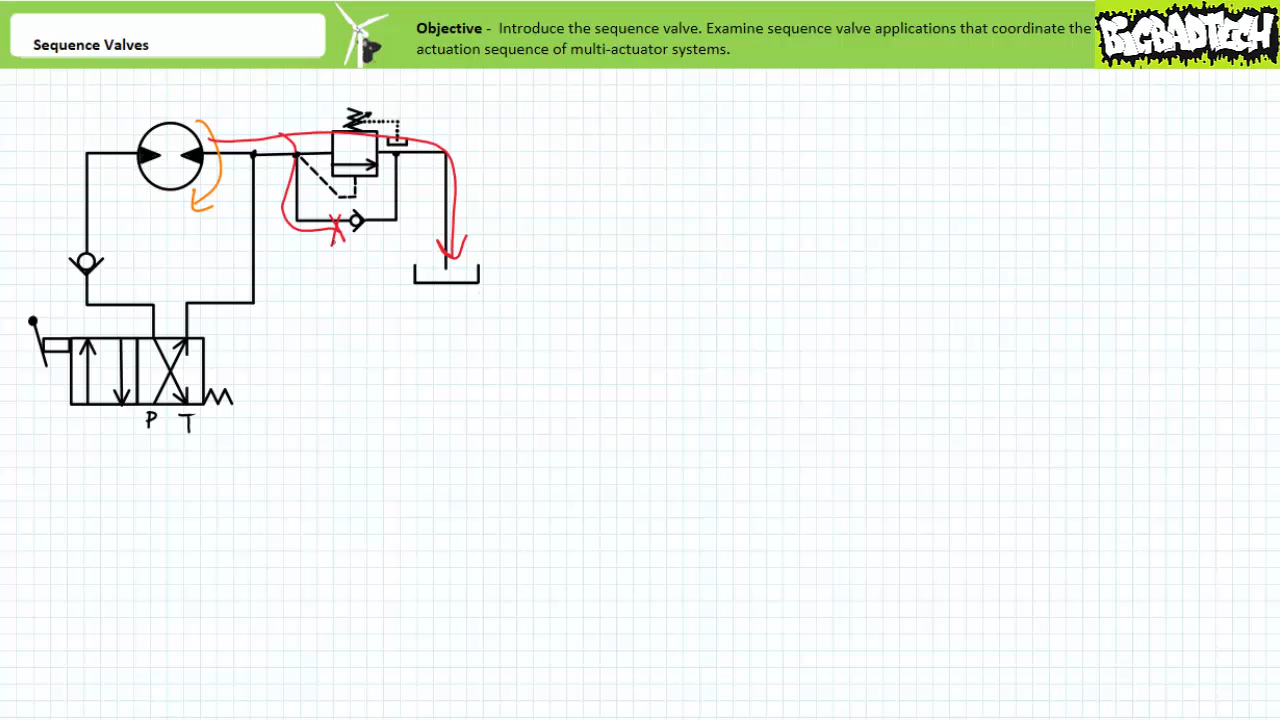 Sequence Valves
Objective - Introduce the sequence valve. Examine sequence valve applications that coordinate the
actuation sequence of multi-actuator systems.
BIGBADTECH
P T